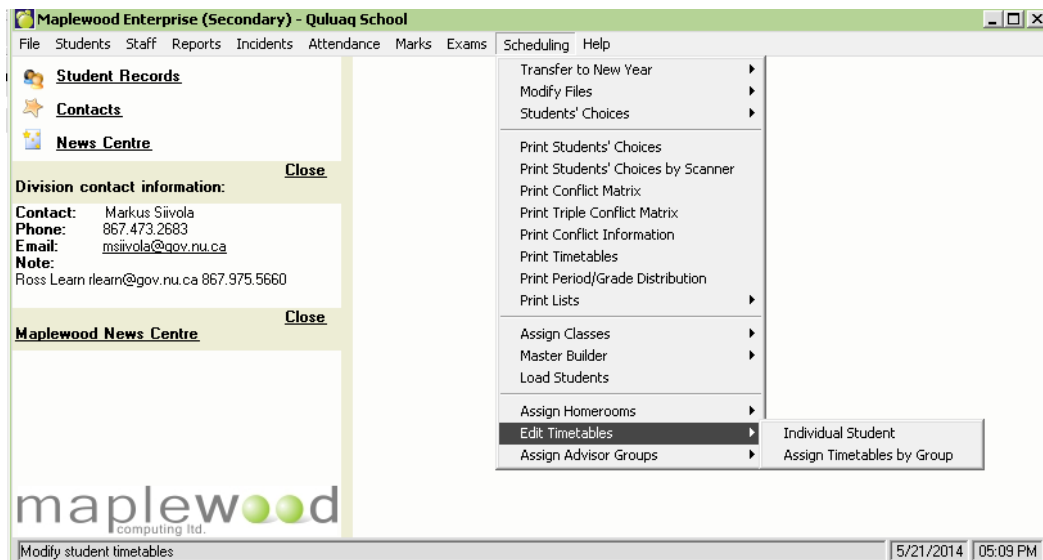 Maplewood Enterprise (Secondary) - Quluaq School
File Students Staff Reports Incidents Attendance Marks Exams Scheduling Help
Student Records
Contacts
News Centre
Close
Division contact information:
Contact: Markus Siivola
Phone: 867.473.2683
Email: msiivola@gov.nu.ca
Note:
Ross Learn rlearn@gov.nu.ca 867.975.5660
Close
Maplewood News Centre
maplewood
computing ltd.
Transfer to New Year
Modify Files
Students' Choices
Print Students' Choices
Print Students' Choices by Scanner
Print Conflict Matrix
Print Triple Conflict Matrix
Print Conflict Information
Print Timetables
Print Period/Grade Distribution
Print Lists
Assign Classes
Master Builder
Load Students
Assign Homerooms
Edit Timetables
Assign Advisor Groups
Individual Student
Assign Timetables by Group
Modify student timetables
5/21/2014 05:09 PM